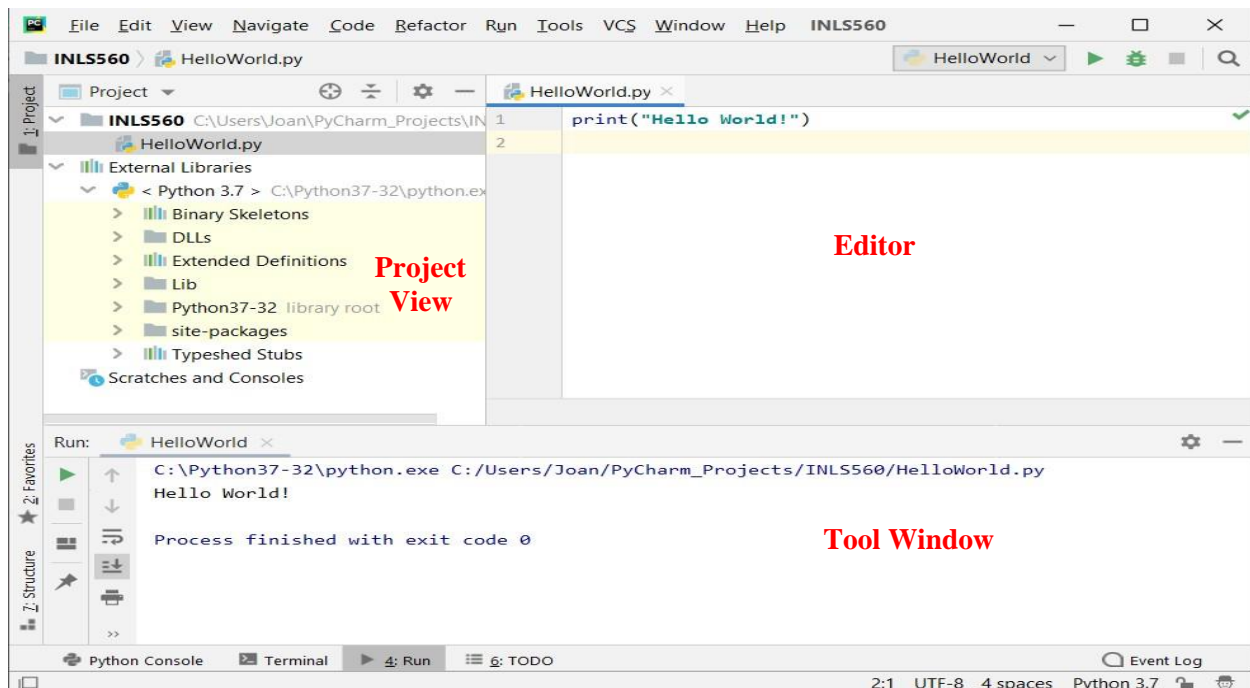 PC File Edit View Navigate Code Refactor Run Tools VCS Window Help INLS560
INLS560 HelloWorld.py HelloWorld
1: Project
Project
HelloWorld.py
INLS560 C:\Users\Joan\PyCharm_Projects\IN
HelloWorld.py
External Libraries
< Python 3.7 > C:\Python37-32\python.ex
Binary Skeletons
DLLs
Extended Definitions
Lib
Python37-32 library root
site-packages
Typeshed Stubs
Scratches and Consoles
Project
View
1 print("Hello World!")
2
Editor
2: Favorites
7: Structure
Run: HelloWorld
C:\Python37-32\python.exe C:/Users/Joan/PyCharm_Projects/INLS560/HelloWorld.py
Hello World!
Process finished with exit code 0
Tool Window
>>
Python Console Terminal 4: Run 6: TODO Event Log
2:1 UTF-8 4 spaces Python 3.7